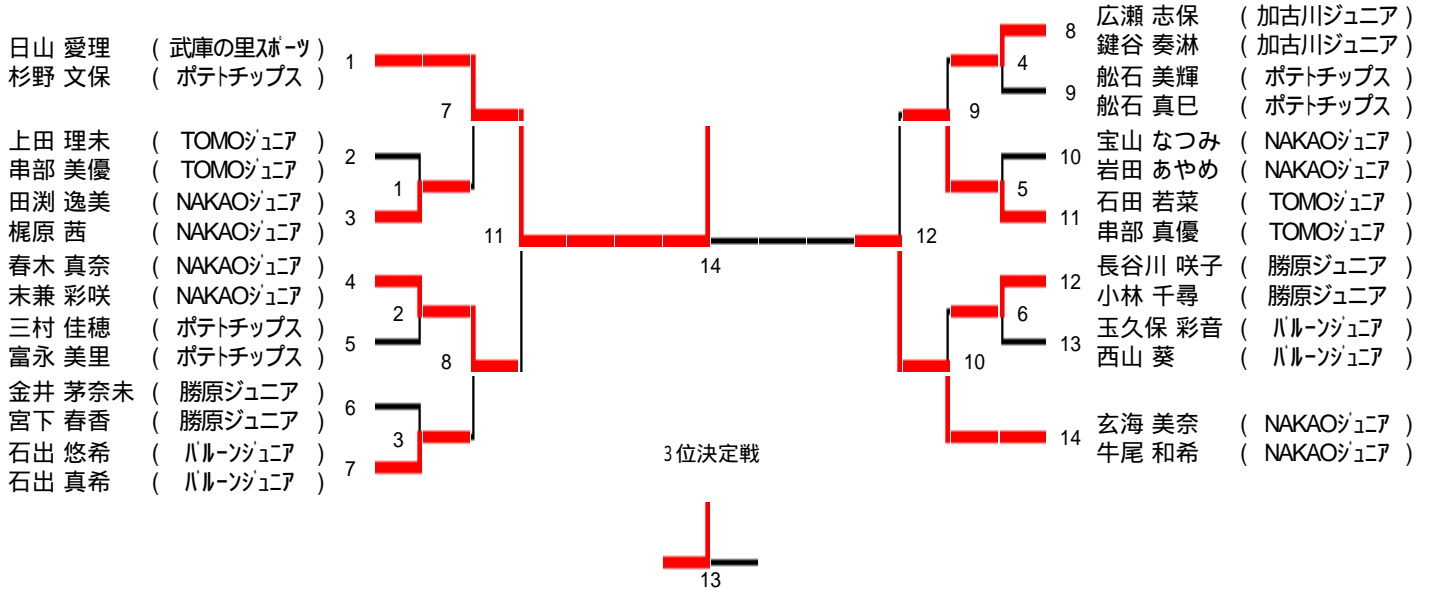 日山 愛理 ( 武庫の里スポーツ )
杉野 文保 ( ポテトチップス )
1
上田 理未 ( TOMOジュニア )
串部 美優 ( TOMOジュニア )
2
田渕 逸美 ( NAKAOジュニア )
梶原 茜 ( NAKAOジュニア )
3
春木 真奈 ( NAKAOジュニア )
末兼 彩咲 ( NAKAOジュニア )
4
三村 佳穂 ( ポテトチップス )
富永 美里 ( ポテトチップス )
5
金井 茅奈未 ( 勝原ジュニア )
宮下 春香 ( 勝原ジュニア )
6
石出 悠希 ( バルーンジュニア )
石出 真希 ( バルーンジュニア )
7
1
2
3
7
8
11
14
3位決定戦
13
12
9
10
4
5
6
8
広瀬 志保 ( 加古川ジュニア )
鍵谷 奏淋 ( 加古川ジュニア )
9
舩石 美輝 ( ポテトチップス )
舩石 真巳 ( ポテトチップス )
10
宝山 なつみ ( NAKAOジュニア )
岩田 あやめ ( NAKAOジュニア )
11
石田 若菜 ( TOMOジュニア )
串部 真優 ( TOMOジュニア )
12
長谷川 咲子 ( 勝原ジュニア )
小林 千尋 ( 勝原ジュニア )
13
玉久保 彩音 ( バルーンジュニア )
西山 葵 ( バルーンジュニア )
14
玄海 美奈 ( NAKAOジュニア )
牛尾 和希 ( NAKAOジュニア )